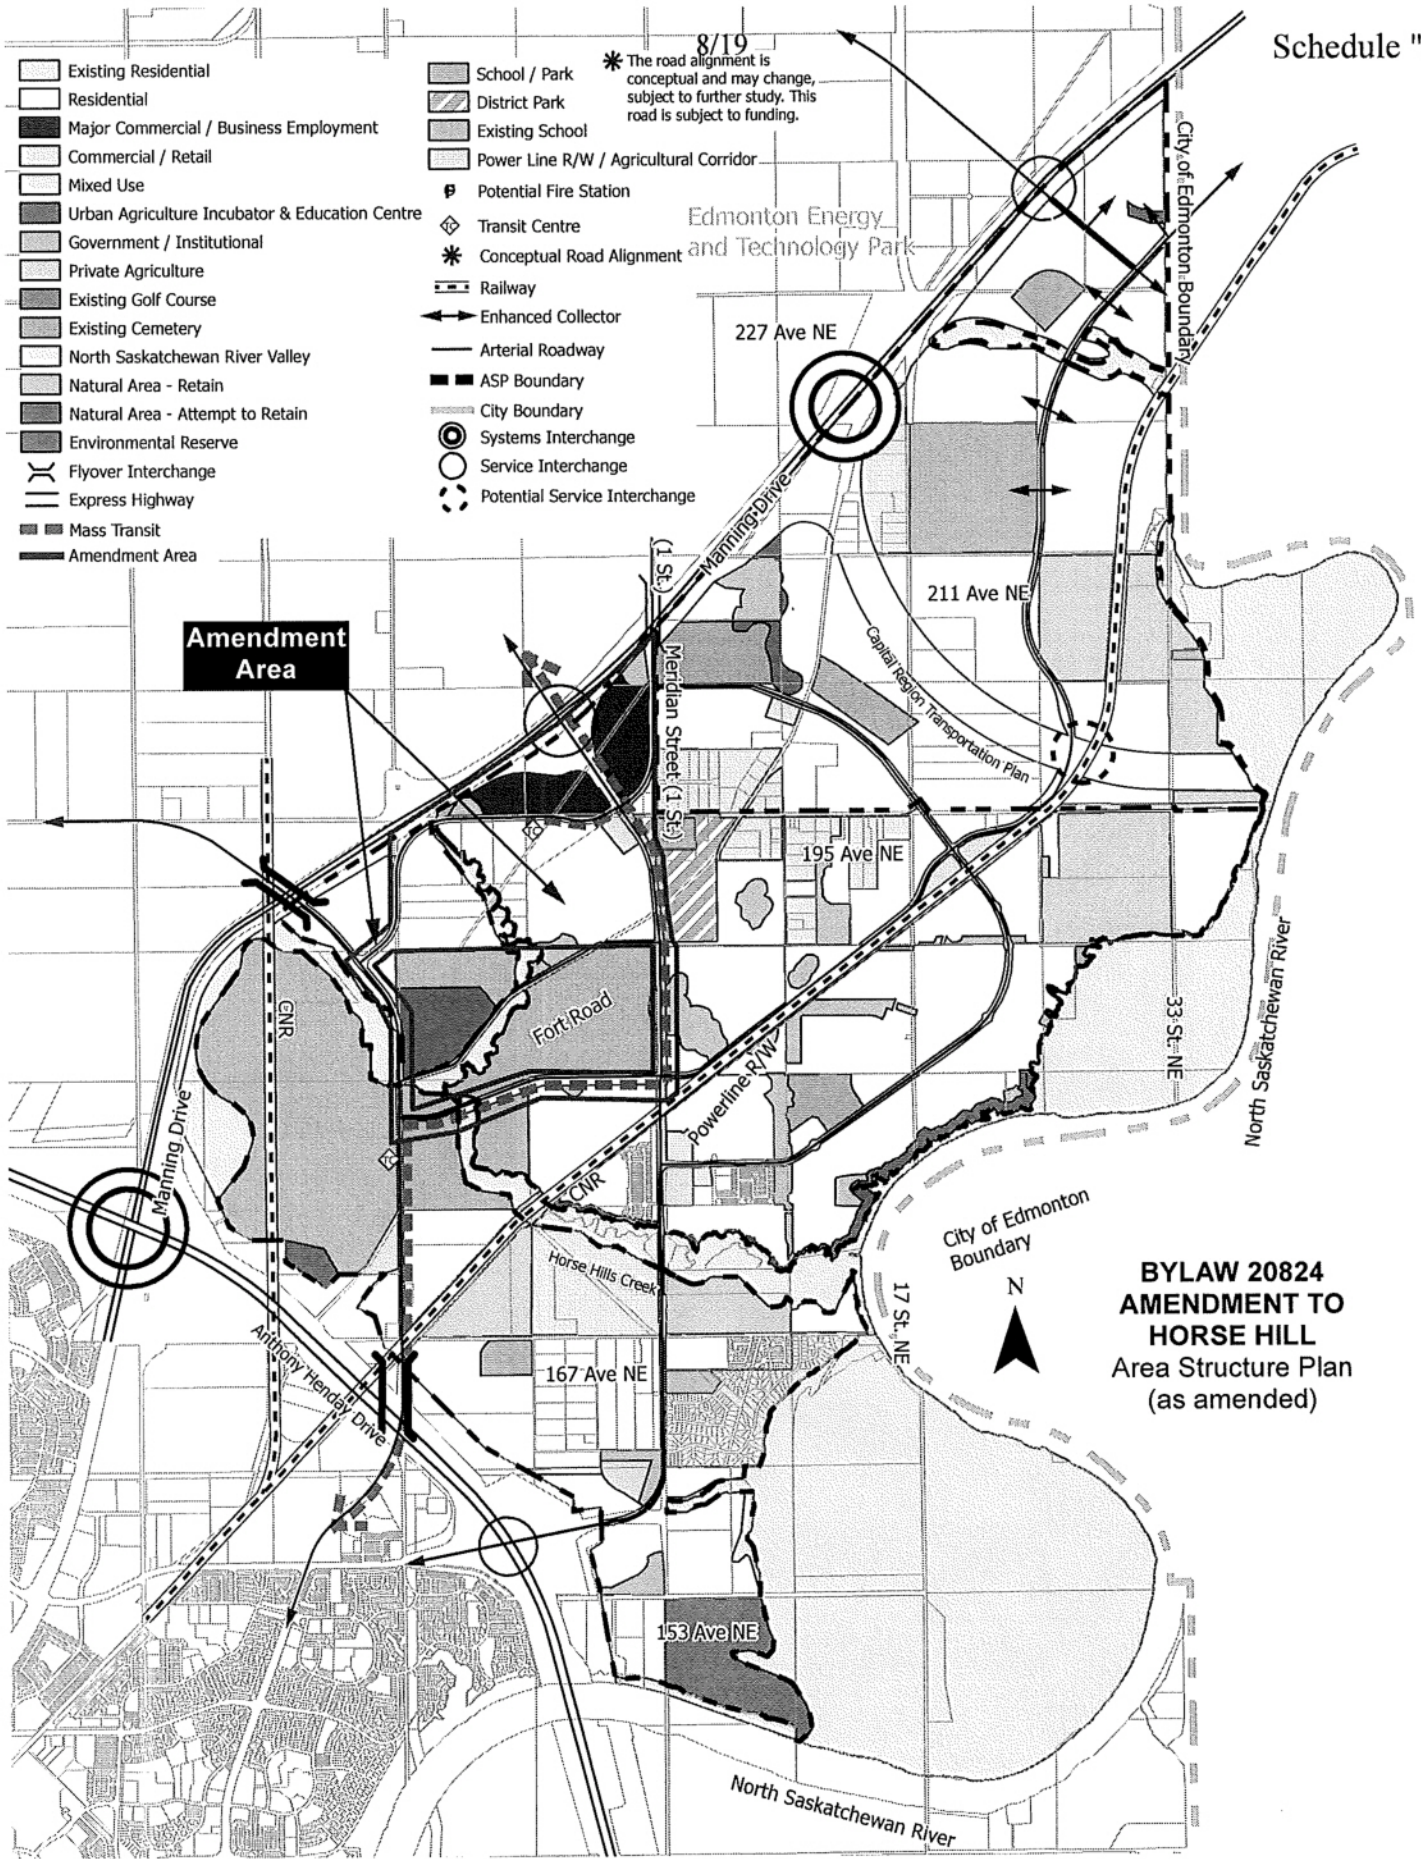 8/19
Schedule "
Existing Residential
Residential
Major Commercial / Business Employment
Commercial / Retail
Mixed Use
Urban Agriculture Incubator & Education Centre
Government / Institutional
Private Agriculture
Existing Golf Course
Existing Cemetery
North Saskatchewan River Valley
Natural Area - Retain
Natural Area - Attempt to Retain
Environmental Reserve
Flyover Interchange
Express Highway
Mass Transit
Amendment Area
School / Park
District Park
Existing School
Power Line R/W / Agricultural Corridor
Potential Fire Station
TC Transit Centre
Conceptual Road Alignment
Railway
Enhanced Collector
Arterial Roadway
ASP Boundary
City Boundary
Systems Interchange
Service Interchange
Potential Service Interchange
The road alignment is
conceptual and may change,
subject to further study. This
road is subject to funding.
Edmonton Energy
and Technology Park
City of Edmonton Boundary
227 Ave NE
Manning Drive
(1 St.)
211 Ave NE
Capital Region Transportation Plan
Amendment
Area
Meridian Street (1 St.)
TC
195 Ave NE
CNR
Fort Road
33 St. NE
North Saskatchewan River
Powerline R/W
Manning Drive
TC
CNR
City of Edmonton
Boundary
Horse Hills Creek
17 St. NE
N
BYLAW 20824
AMENDMENT TO
HORSE HILL
Area Structure Plan
(as amended)
Anthony Henday Drive
167 Ave NE
153 Ave NE
North Saskatchewan River